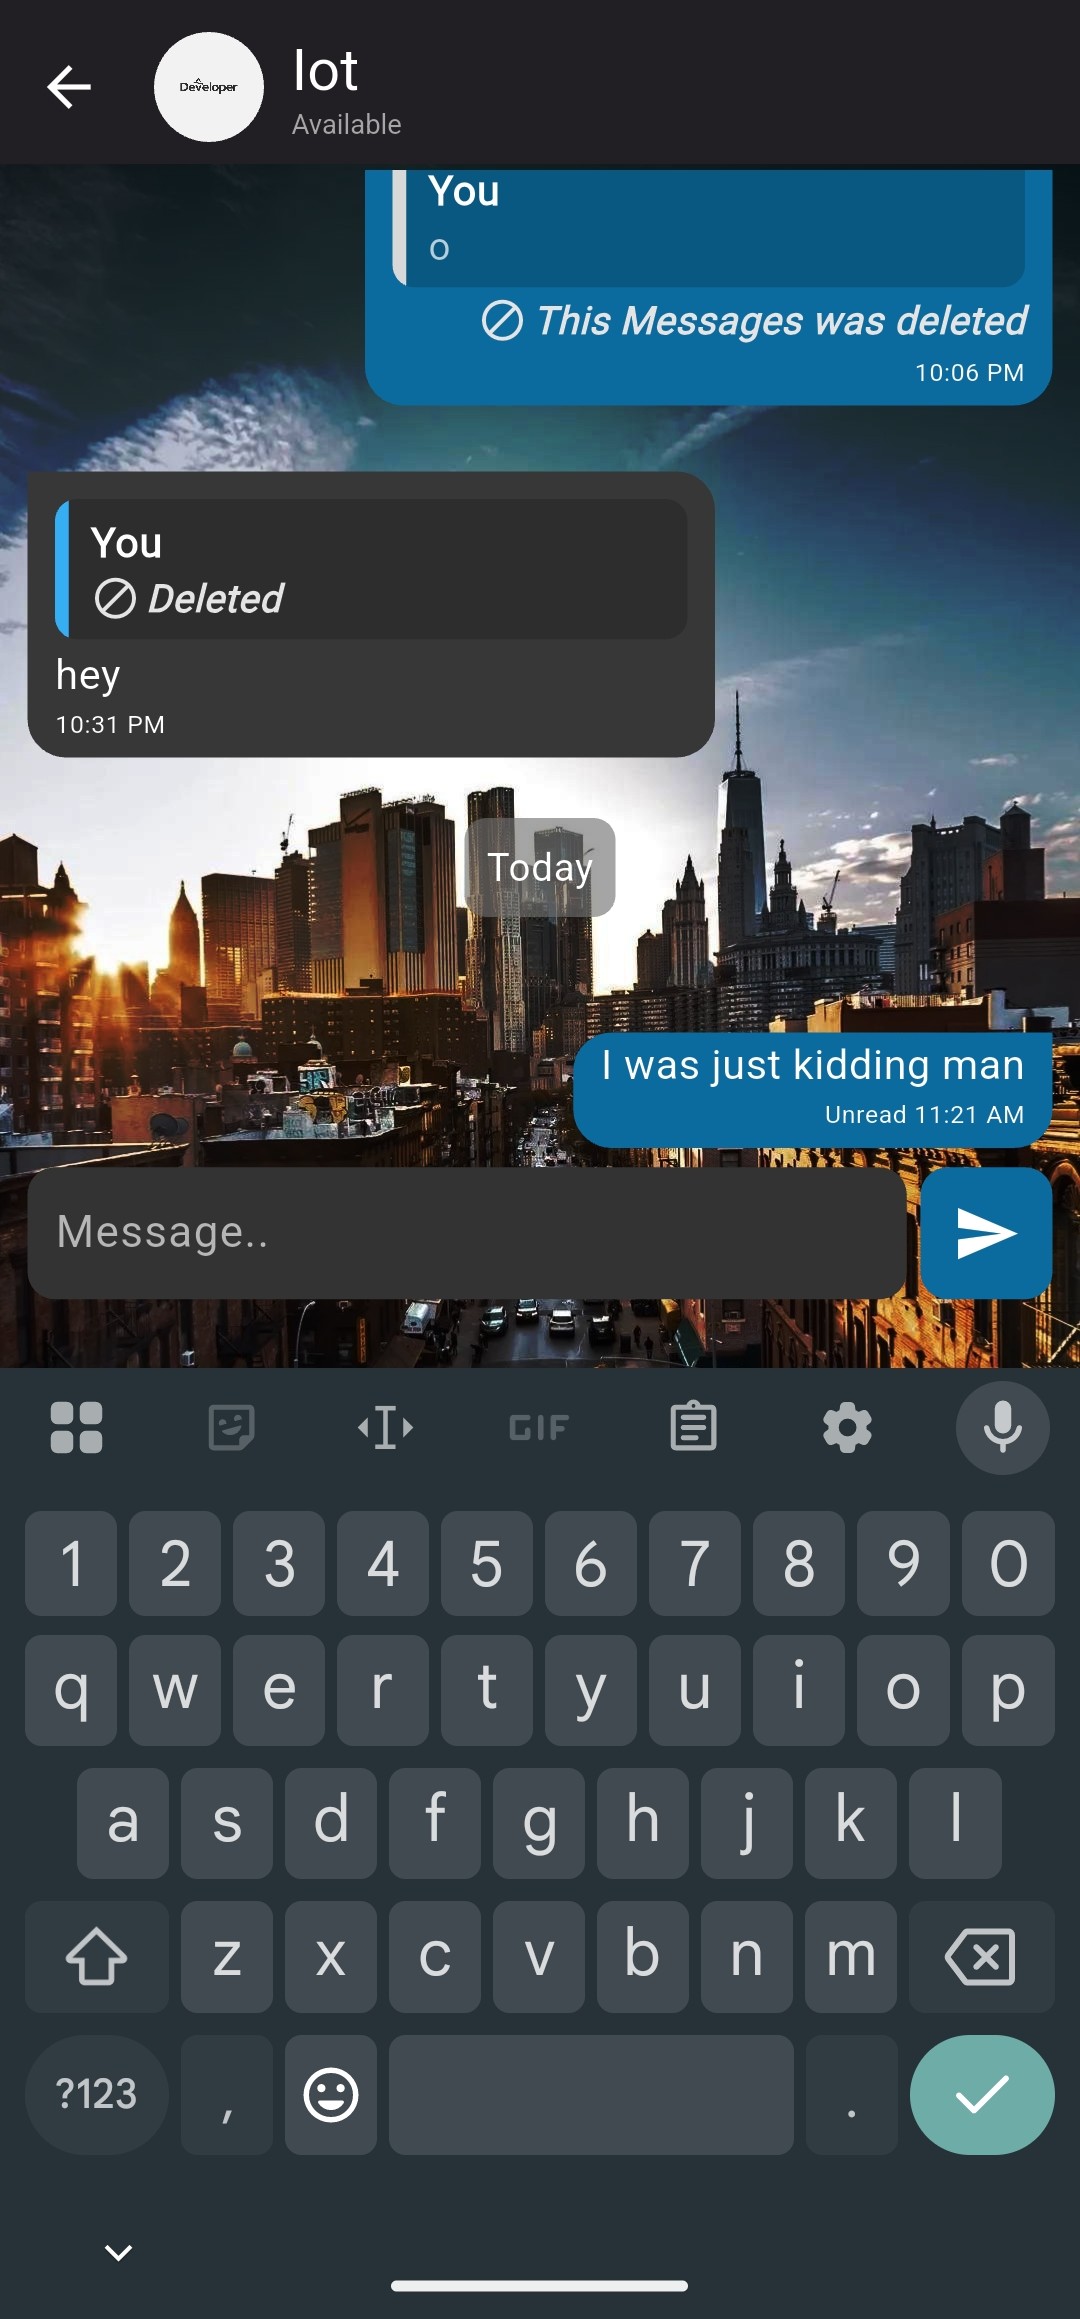 Developer
lot
Available
You
o
This Messages was deleted
10:06 PM
You
Deleted
hey
10:31 PM
Today
I was just kidding man
Unread 11:21 AM
Message..
GIF
1 2 3 4 5 6 7 8 9 0
q w e r t y u i o p
a s d f g h j k l
z x c v b n m
?123 , .